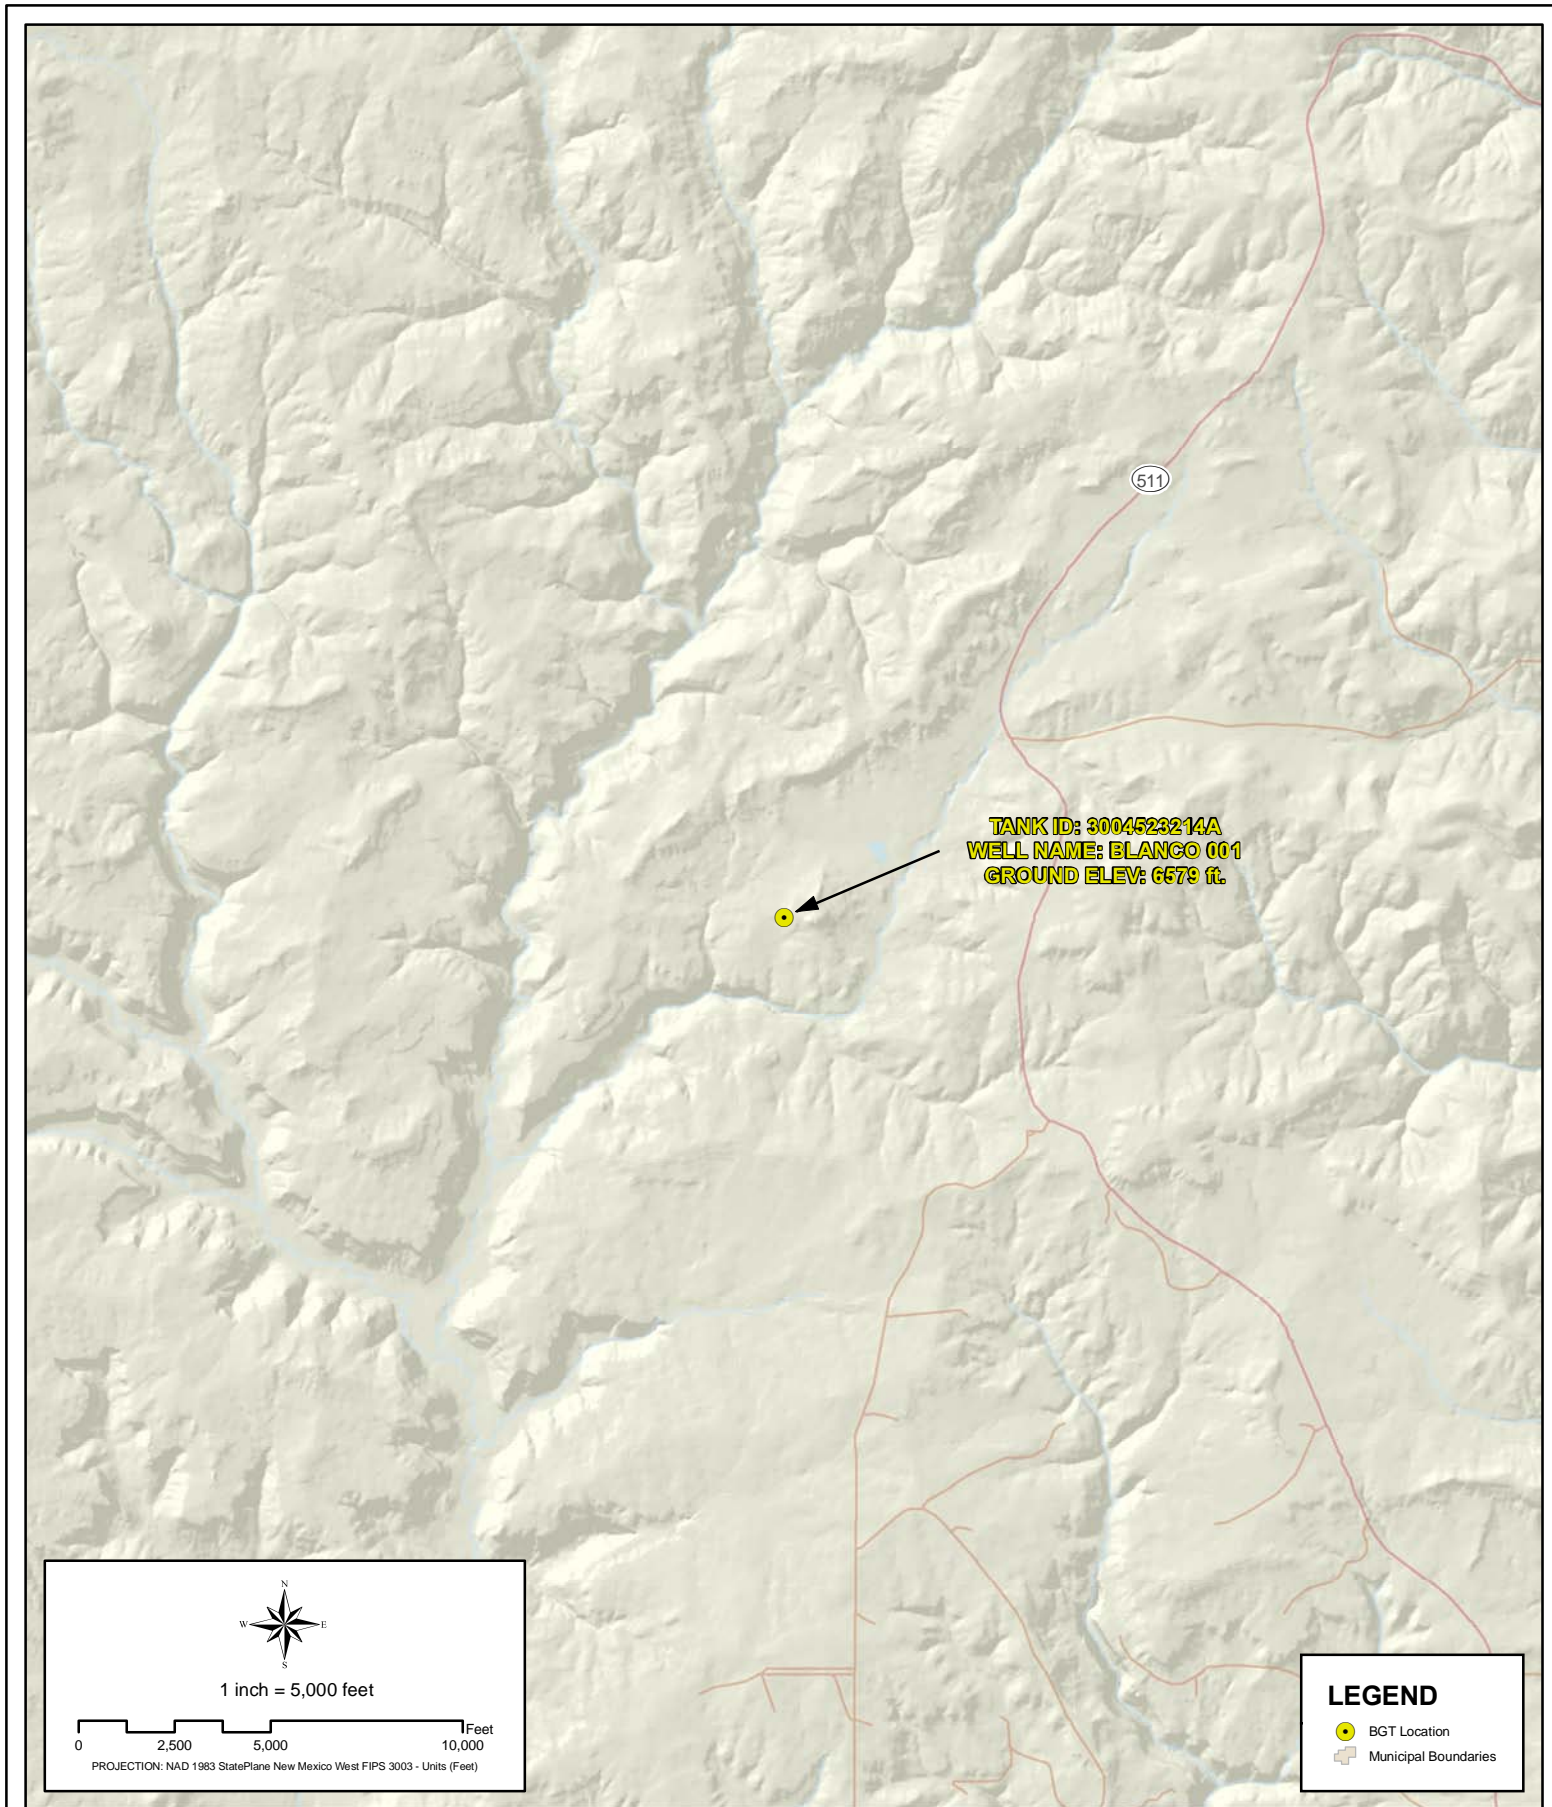 511
TANK ID: 3004523214A
WELL NAME: BLANCO 001
GROUND ELEV: 6579 ft.
N
W E
S
1 inch = 5,000 feet
Feet
0 2,500 5,000 10,000
PROJECTION: NAD 1983 StatePlane New Mexico West FIPS 3003 - Units (Feet)
LEGEND
BGT Location
Municipal Boundaries